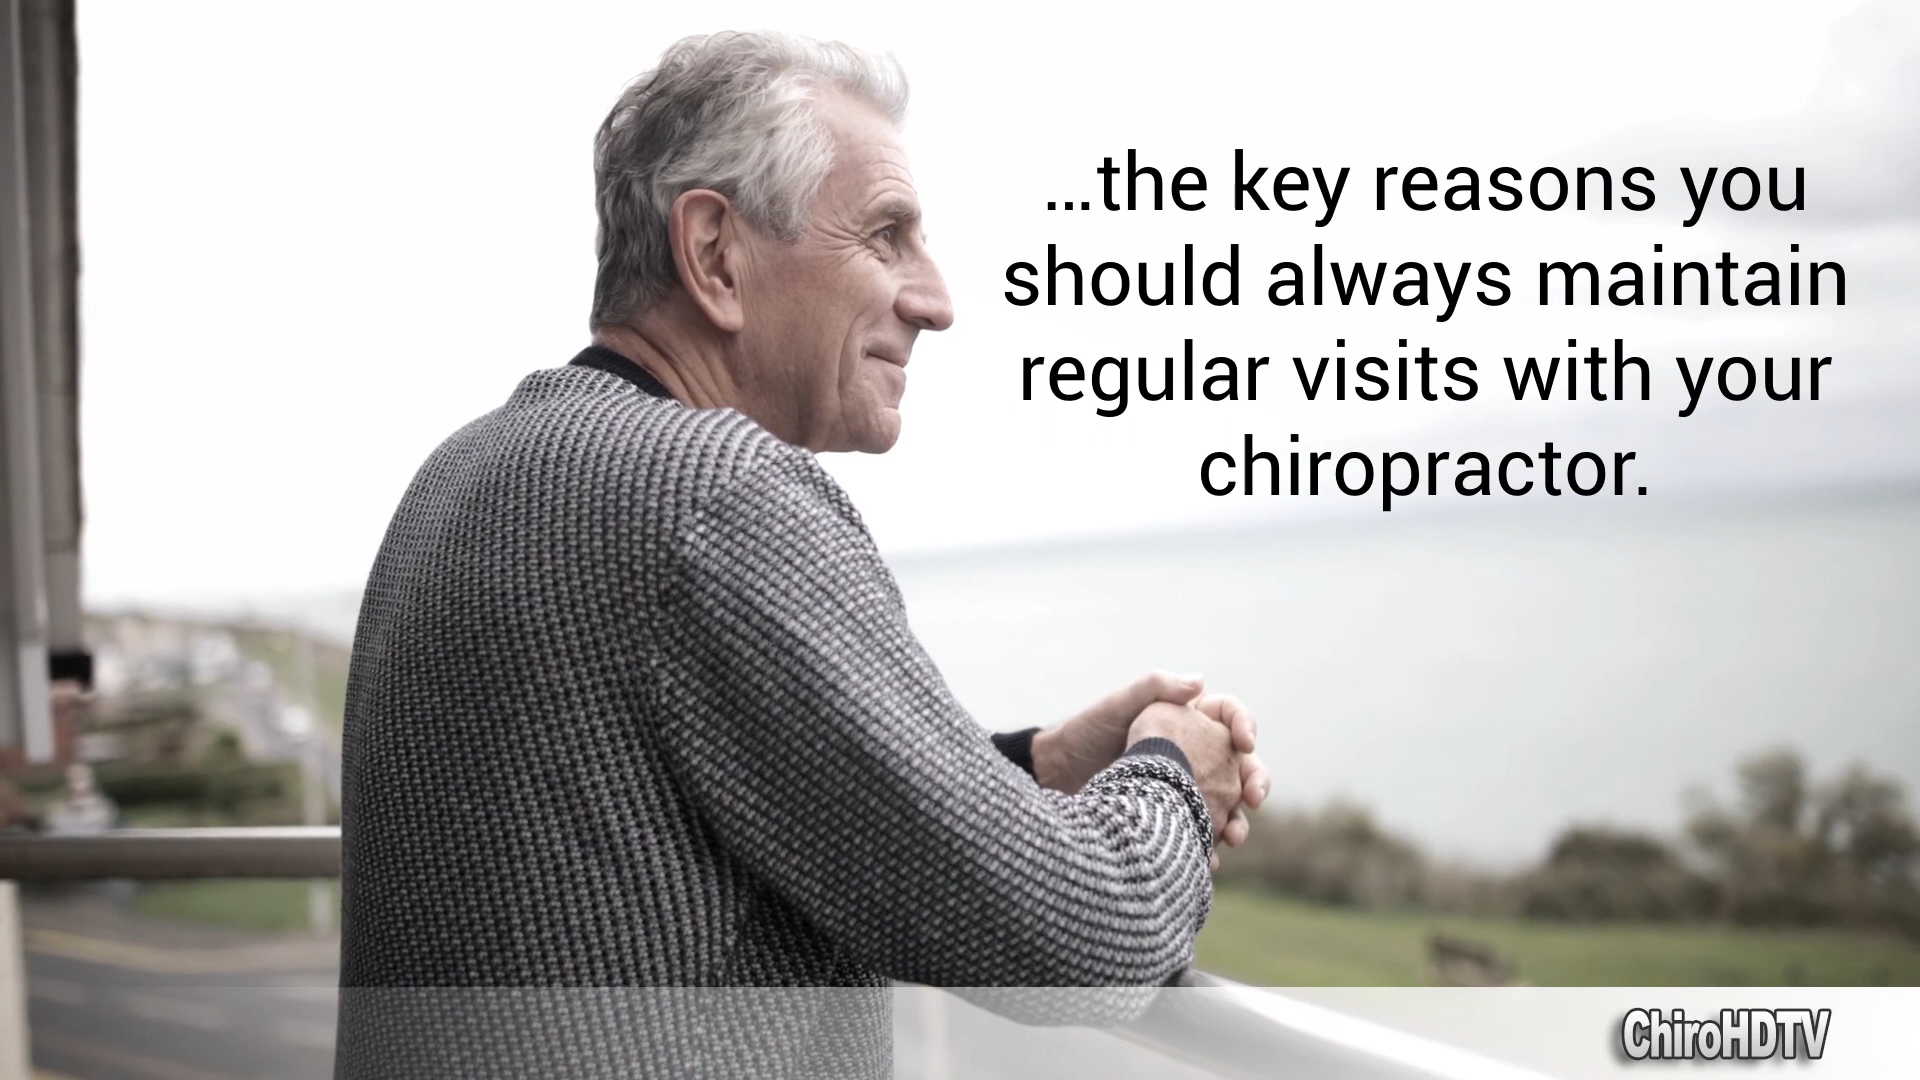 ...the key reasons you
should always maintain
regular visits with your
chiropractor.
ChiroHDTV